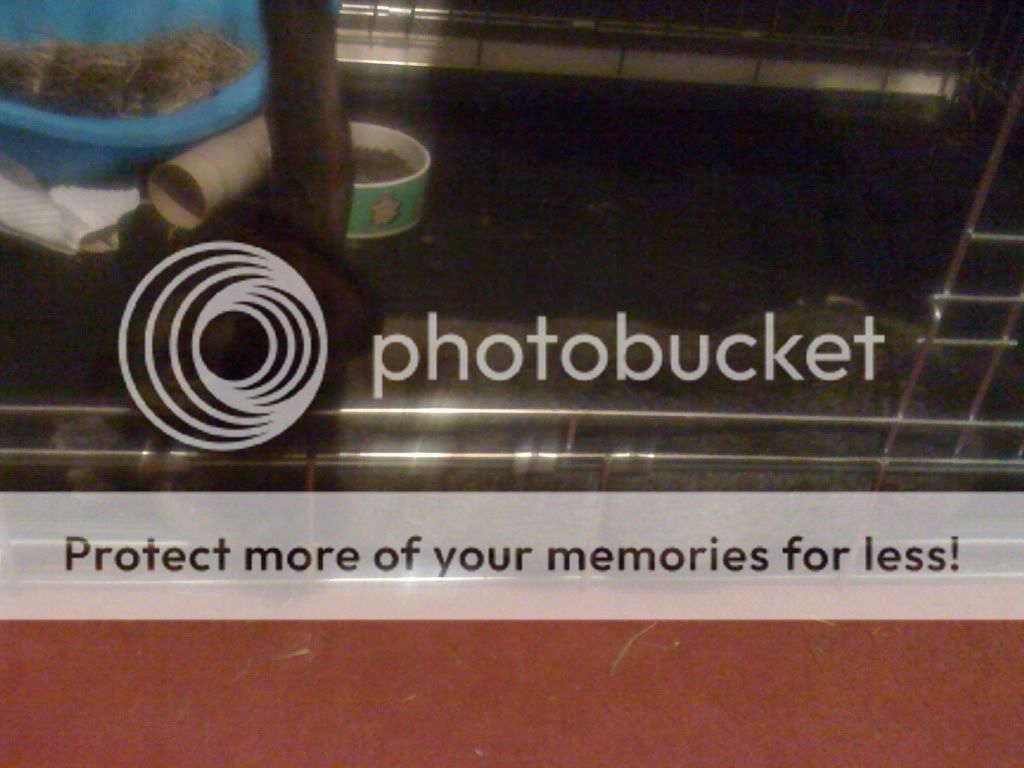 photobucket
Protect more of your memories for less!